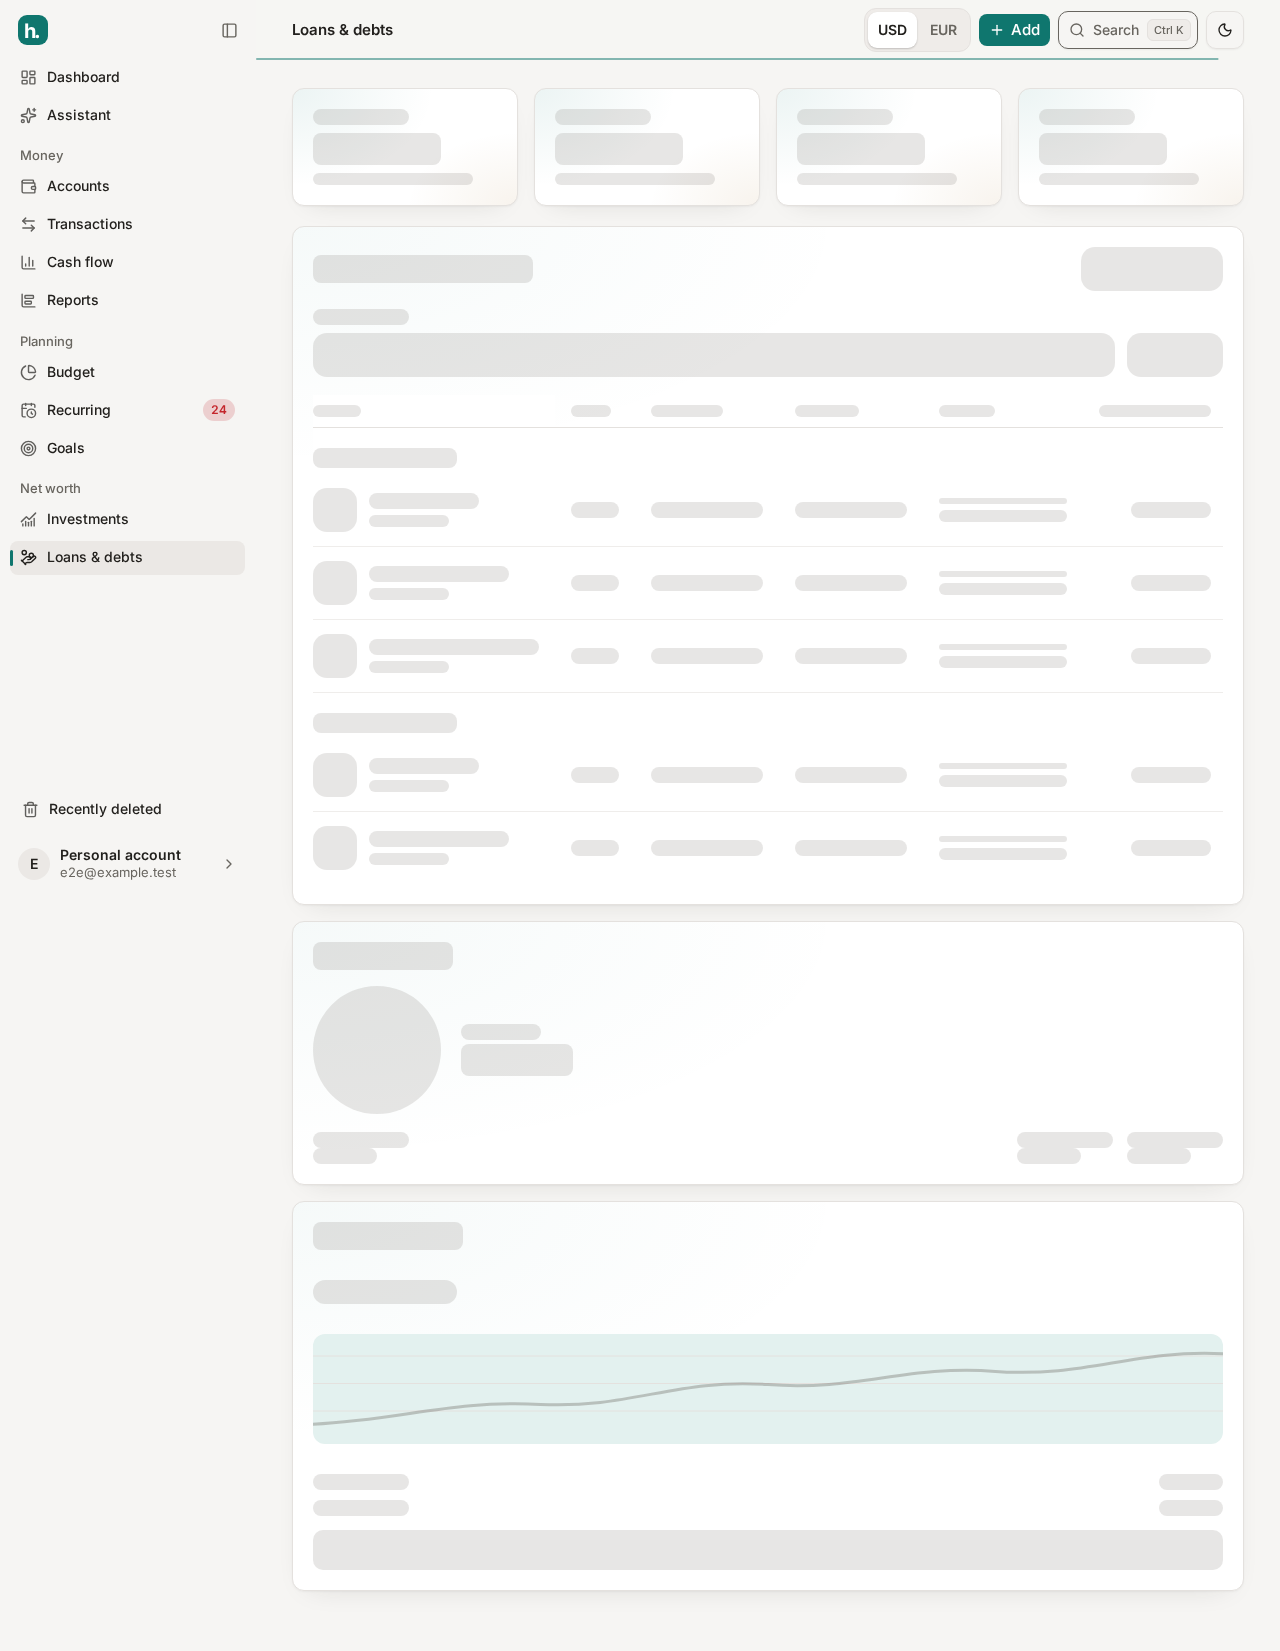 h.
Dashboard
Assistant
Money
Accounts
Transactions
Cash flow
Reports
Planning
Budget
Recurring 24
Goals
Net worth
Investments
Loans & debts
Recently deleted
E
Personal account
e2e@example.test
Loans & debts
USD EUR
Add
Search Ctrl K